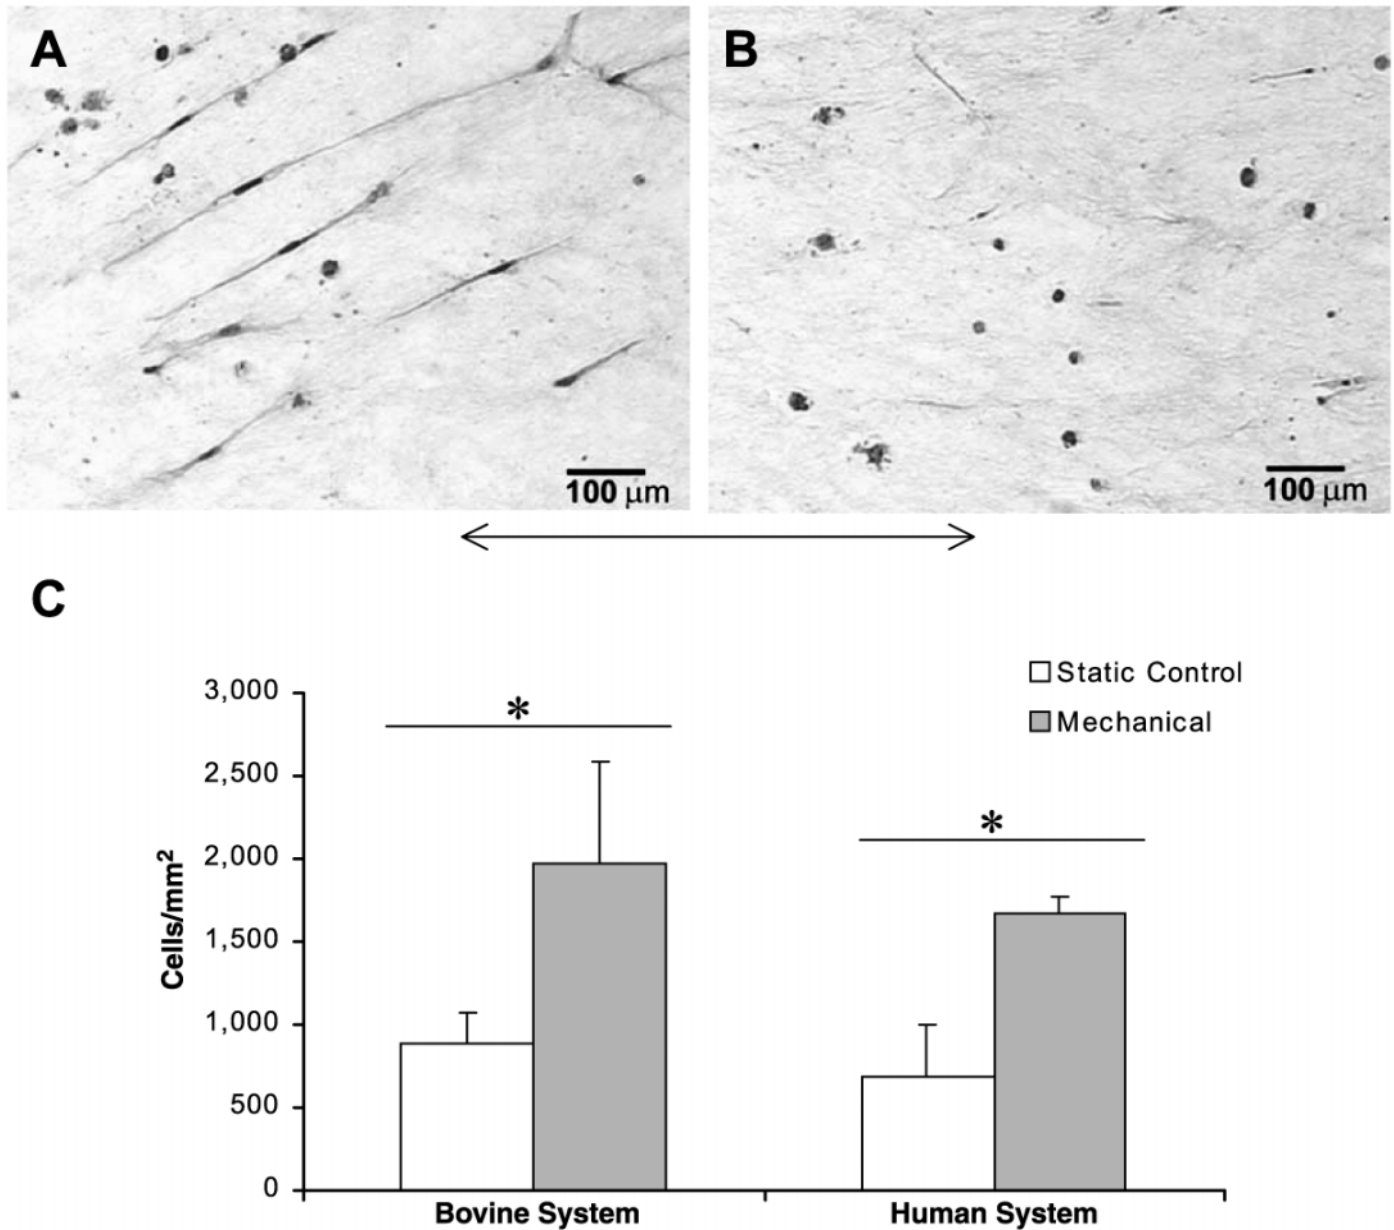 A
B
100 μm
100 μm
C
Static Control
Mechanical
3,000
2,500
2,000
1,500
1,000
500
0
Cells/mm²
*
*
Bovine System
Human System